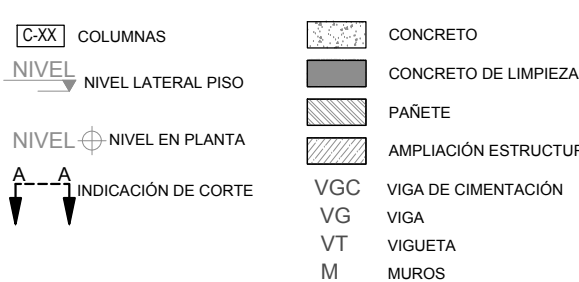 C-XX COLUMNAS
NIVEL NIVEL LATERAL PISO
NIVEL NIVEL EN PLANTA
A A INDICACIÓN DE CORTE
CONCRETO
CONCRETO DE LIMPIEZA
PAÑETE
AMPLIACIÓN ESTRUCTUR
VGC VIGA DE CIMENTACIÓN
VG VIGA
VT VIGUETA
M MUROS